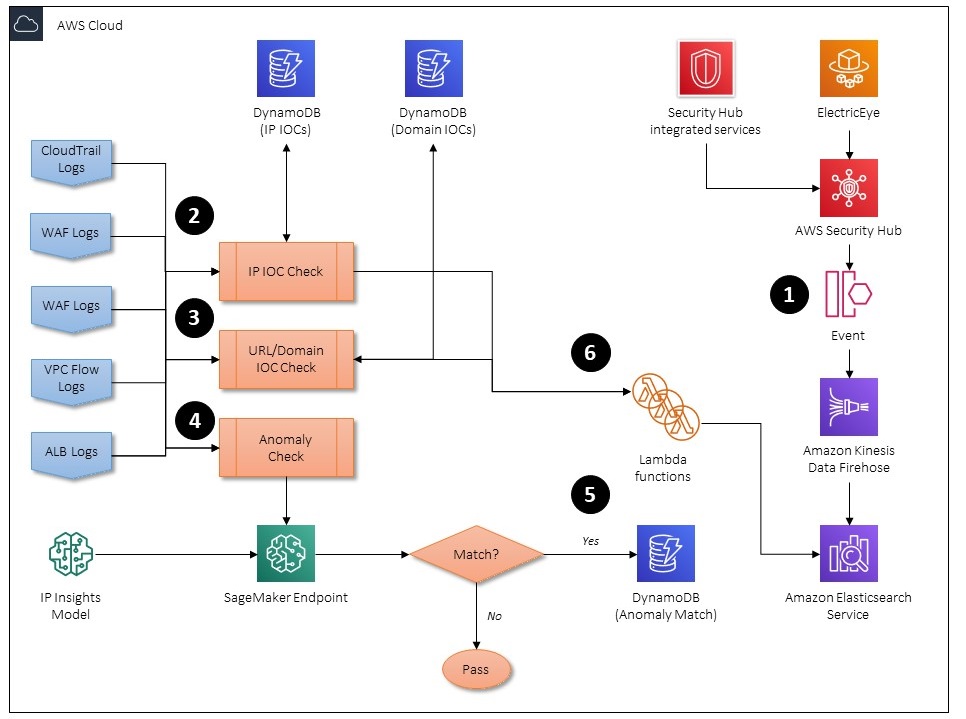 AWS Cloud
DynamoDB
(IP IOCs)
DynamoDB
(Domain IOCs)
Security Hub
integrated services
ElectricEye
CloudTrail
Logs
2
WAF Logs
AWS Security Hub
IP IOC Check
1
WAF Logs
3
Event
URL/Domain
IOC Check
6
VPC Flow
Logs
4
Anomaly
Check
ALB Logs
Lambda
functions
Amazon Kinesis
Data Firehose
5
Match?
Yes
IP Insights
Model
SageMaker Endpoint
DynamoDB
(Anomaly Match)
Amazon Elasticsearch
Service
No
Pass